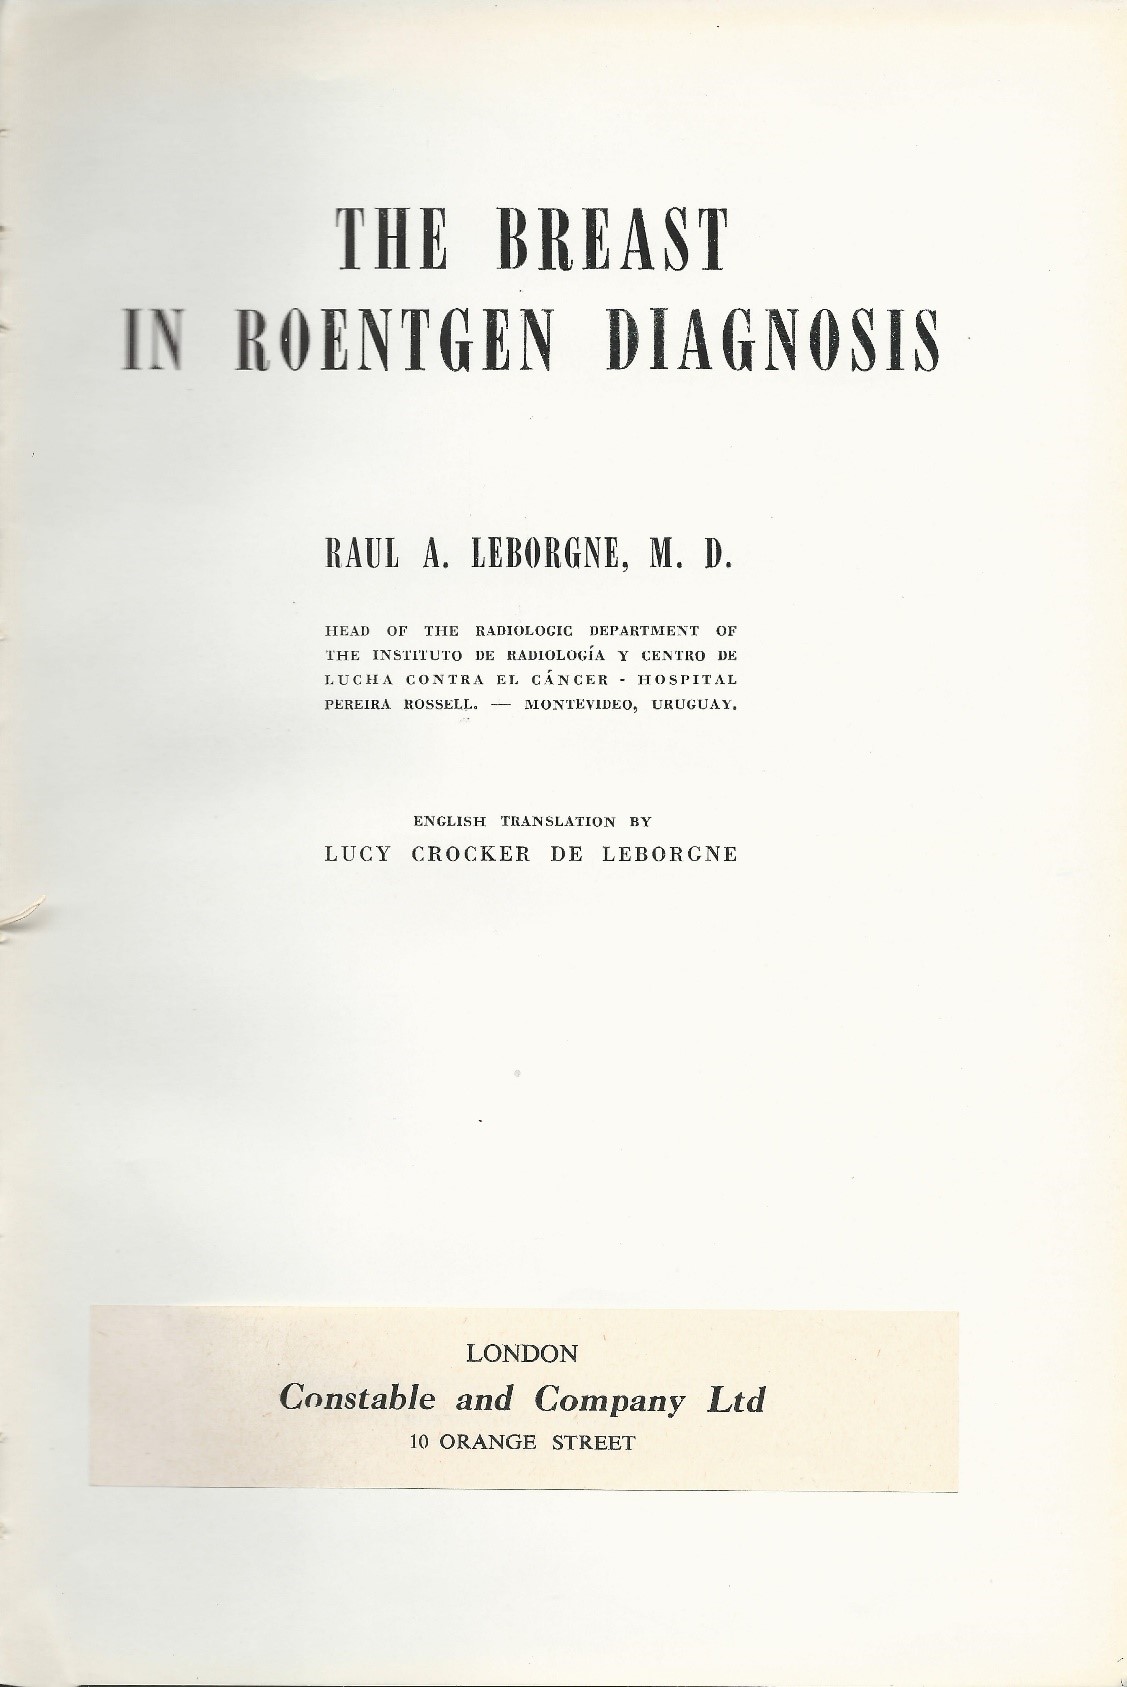 THE BREAST
IN ROENTGEN DIAGNOSIS
RAUL A. LEBORGNE, M. D.
HEAD OF THE RADIOLOGIC DEPARTMENT OF
THE INSTITUTO DE RADIOLOGÍA Y CENTRO DE
LUCHA CONTRA EL CÁNCER - HOSPITAL
PEREIRA ROSSELL. — MONTEVIDEO, URUGUAY.
ENGLISH TRANSLATION BY
LUCY CROCKER DE LEBORGNE
LONDON
Constable and Company Ltd
10 ORANGE STREET